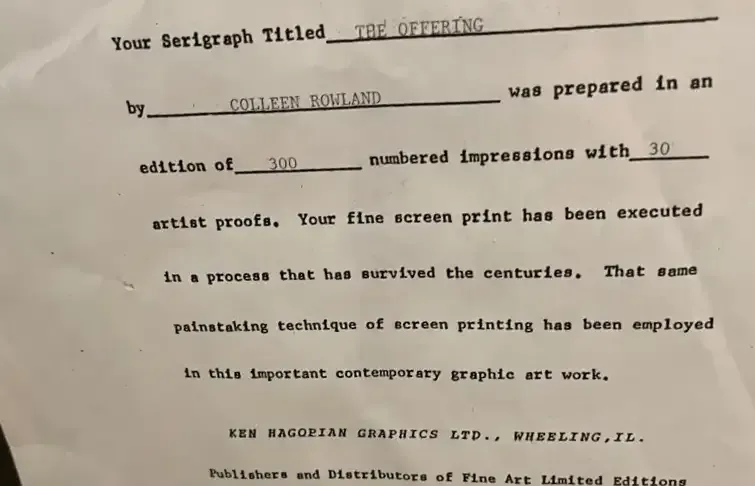 Your Serigraph Titled THE OFFERING
by COLLEEN ROWLAND was prepared in an
edition of 300 numbered impressions with 30
artist proofs. Your fine screen print has been executed
in a process that has survived the centuries. That same
painstaking technique of screen printing has been employed
in this important contemporary graphic art work.
KEN HAGOPIAN GRAPHICS LTD., WHEELING,IL.
Publishers and Distributors of Fine Art Limited Editions